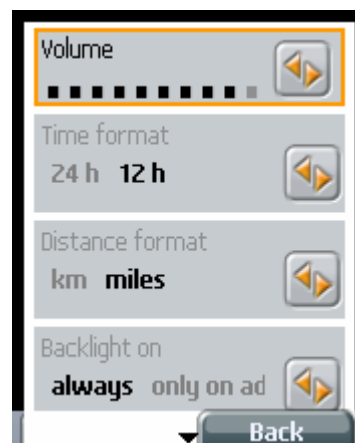 Volume
Time format
24 h 12 h
Distance format
km miles
Backlight on
always only on ad
Back